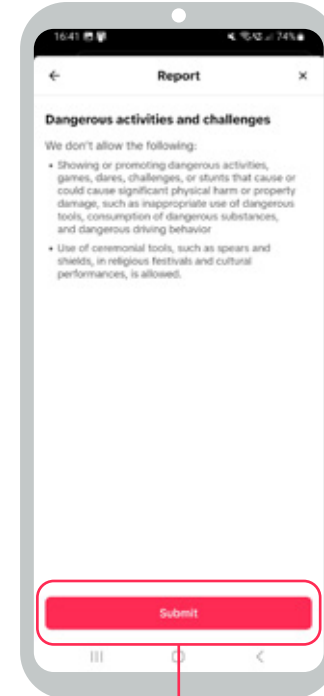 16:41
74%
Report
Dangerous activities and challenges
We don't allow the following:
• Showing or promoting dangerous activities,
games, dares, challenges, or stunts that cause or
could cause significant physical harm or property
damage, such as inappropriate use of dangerous
tools, consumption of dangerous substances,
and dangerous driving behavior
• Use of ceremonial tools, such as spears and
shields, in religious festivals and cultural
performances, is allowed.
Submit